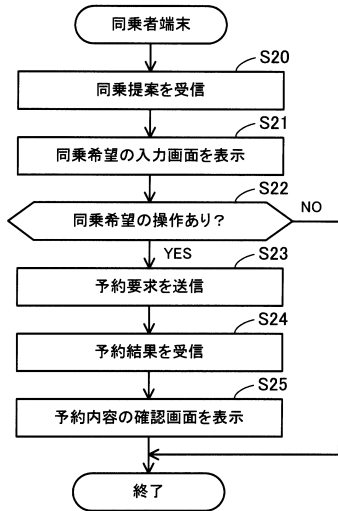 同乗者端末
S20
同乗提案を受信
S21
同乗希望の入力画面を表示
S22
同乗希望の操作あり？
NO
YES
S23
予約要求を送信
S24
予約結果を受信
S25
予約内容の確認画面を表示
終了